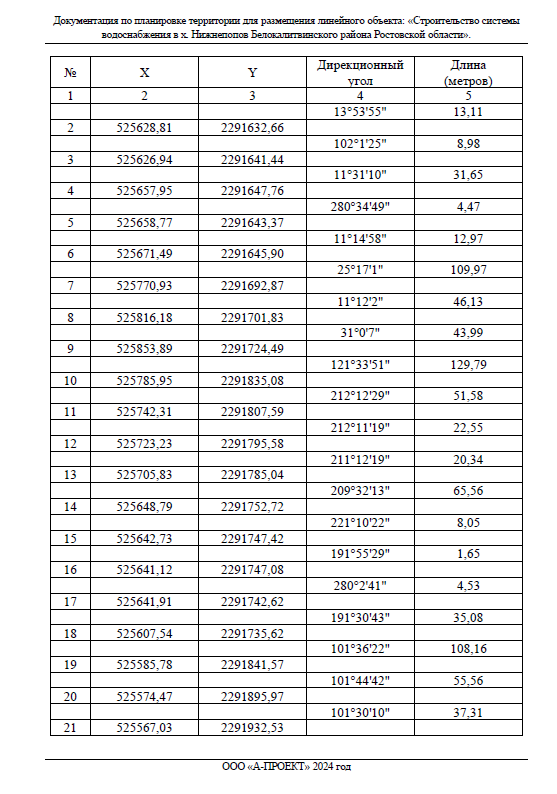 Документация по планировке территории для размещения линейного объекта: «Строительство системы
водоснабжения в х. Нижнепопов Белокалитвинского района Ростовской области».
№ X Y Дирекционный угол Длина (метров)
1 2 3 4 5
13°53'55" 13,11
2 525628,81 2291632,66
102°1'25" 8,98
3 525626,94 2291641,44
11°31'10" 31,65
4 525657,95 2291647,76
280°34'49" 4,47
5 525658,77 2291643,37
11°14'58" 12,97
6 525671,49 2291645,90
25°17'1" 109,97
7 525770,93 2291692,87
11°12'2" 46,13
8 525816,18 2291701,83
31°0'7" 43,99
9 525853,89 2291724,49
121°33'51" 129,79
10 525785,95 2291835,08
212°12'29" 51,58
11 525742,31 2291807,59
212°11'19" 22,55
12 525723,23 2291795,58
211°12'19" 20,34
13 525705,83 2291785,04
209°32'13" 65,56
14 525648,79 2291752,72
221°10'22" 8,05
15 525642,73 2291747,42
191°55'29" 1,65
16 525641,12 2291747,08
280°2'41" 4,53
17 525641,91 2291742,62
191°30'43" 35,08
18 525607,54 2291735,62
101°36'22" 108,16
19 525585,78 2291841,57
101°44'42" 55,56
20 525574,47 2291895,97
101°30'10" 37,31
21 525567,03 2291932,53
ООО «А-ПРОЕКТ» 2024 год